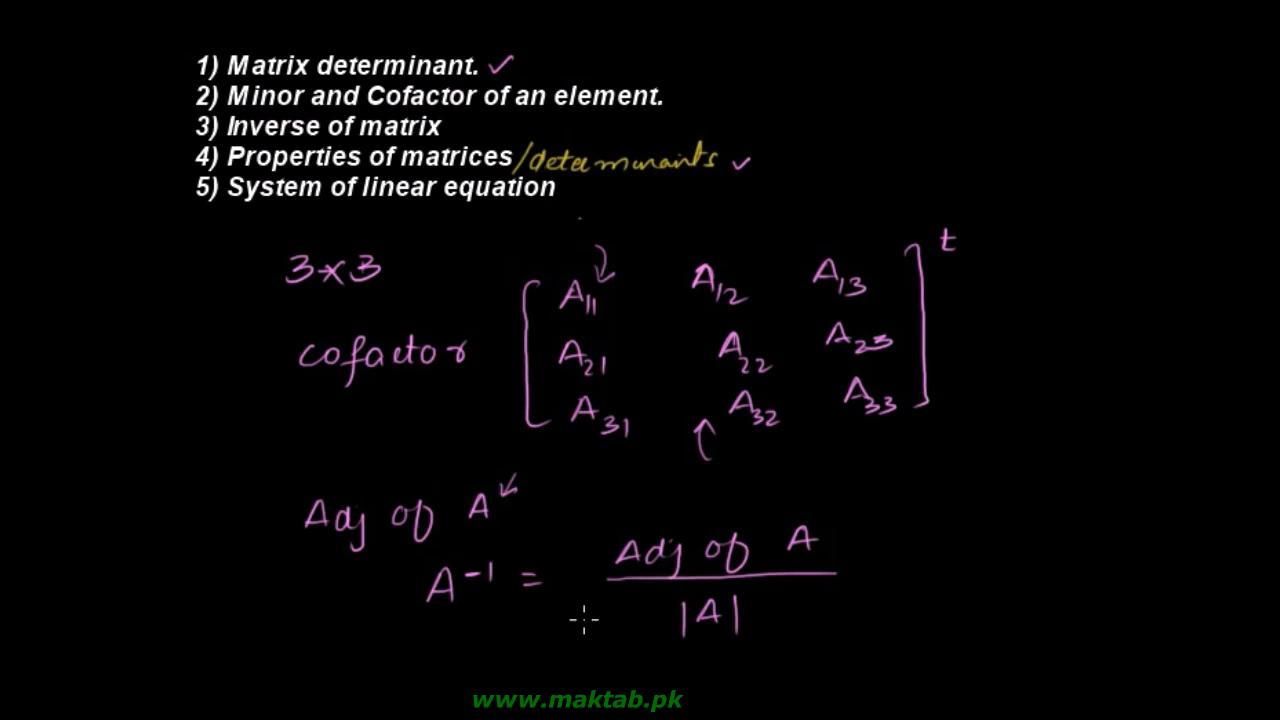 1) Matrix determinant. ✓
2) Minor and Cofactor of an element.
3) Inverse of matrix
4) Properties of matrices/determinants ✓
5) System of linear equation
3×3
cofactor
[A₁₁ A₁₂ A₁₃
A₂₁ A₂₂ A₂₃
A₃₁ A₃₂ A₃₃]ᵗ
Adj of A
A⁻¹ =
Adj of A
|A|
www.maktab.pk